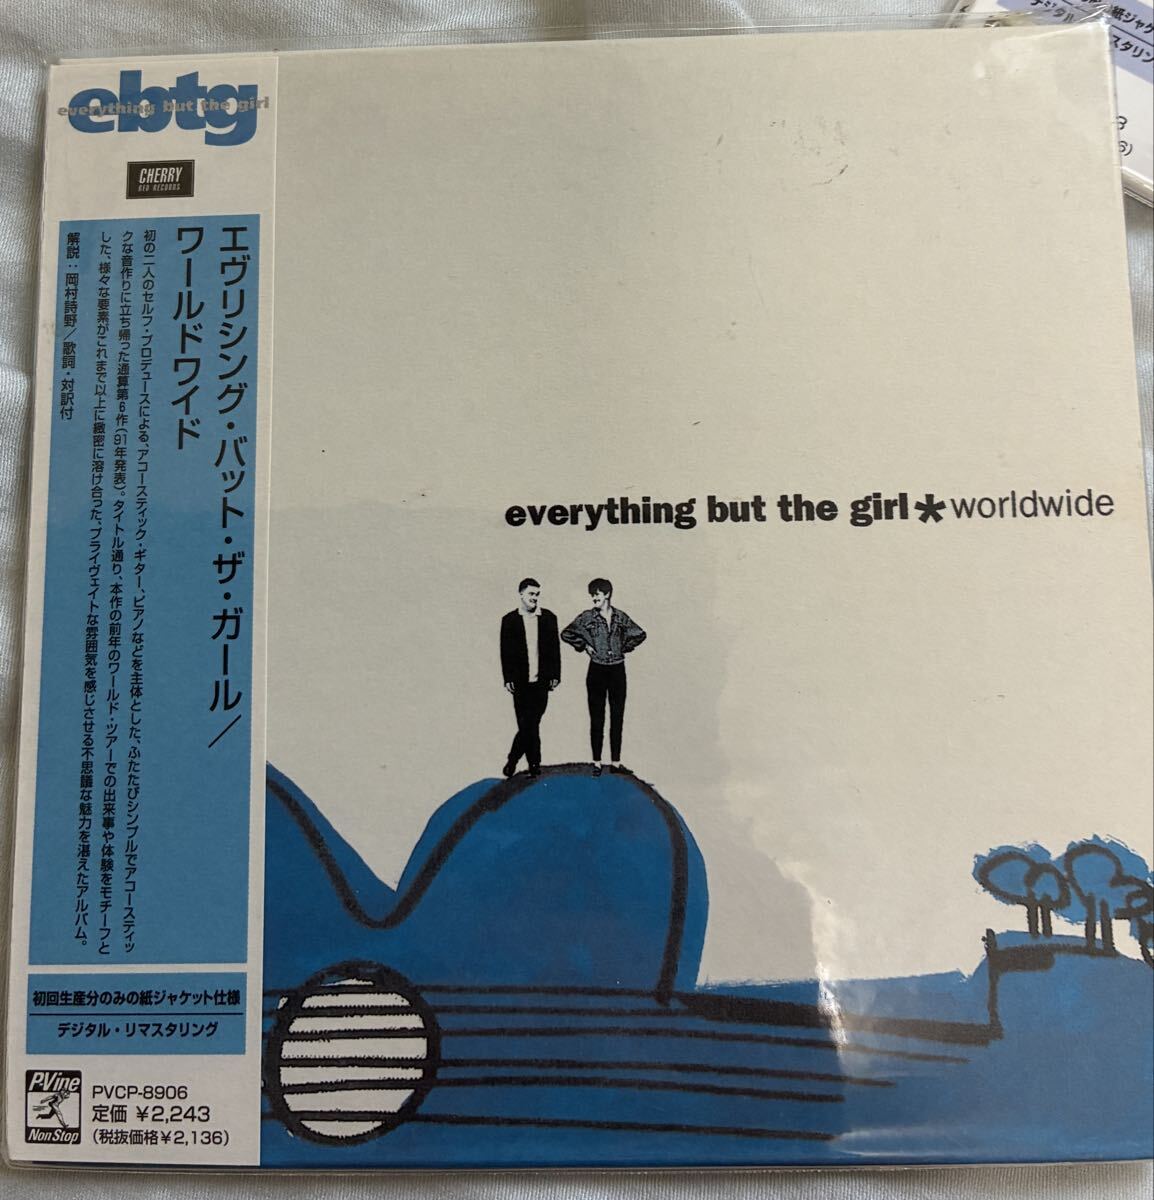 ebtg
everything but the girl
CHERRY
RED RECORDS
エヴリシング・バット・ザ・ガール／
ワールドワイド
初の二人のセルフ・プロデュースによる、アコースティック・ギター、ピアノなどを主体とした、ふたたびシンプルでアコースティッ
クな音作りに立ち帰った通算第6作(91年発表)。タイトル通り、本作の前年のワールド・ツアーでの出来事や体験をモチーフと
した、様々な要素がこれまで以上に緻密に溶け合った、プライヴェイトな雰囲気を感じさせる不思議な魅力を湛えたアルバム。
解説：岡村詩野／歌詞・対訳付
初回生産分のみの紙ジャケット仕様
デジタル・リマスタリング
P-Vine
Non Stop
PVCP-8906
定価 ¥2,243
(税抜価格¥2,136)
everything but the girl*worldwide
紙ジャケ
デジタル
スタリン